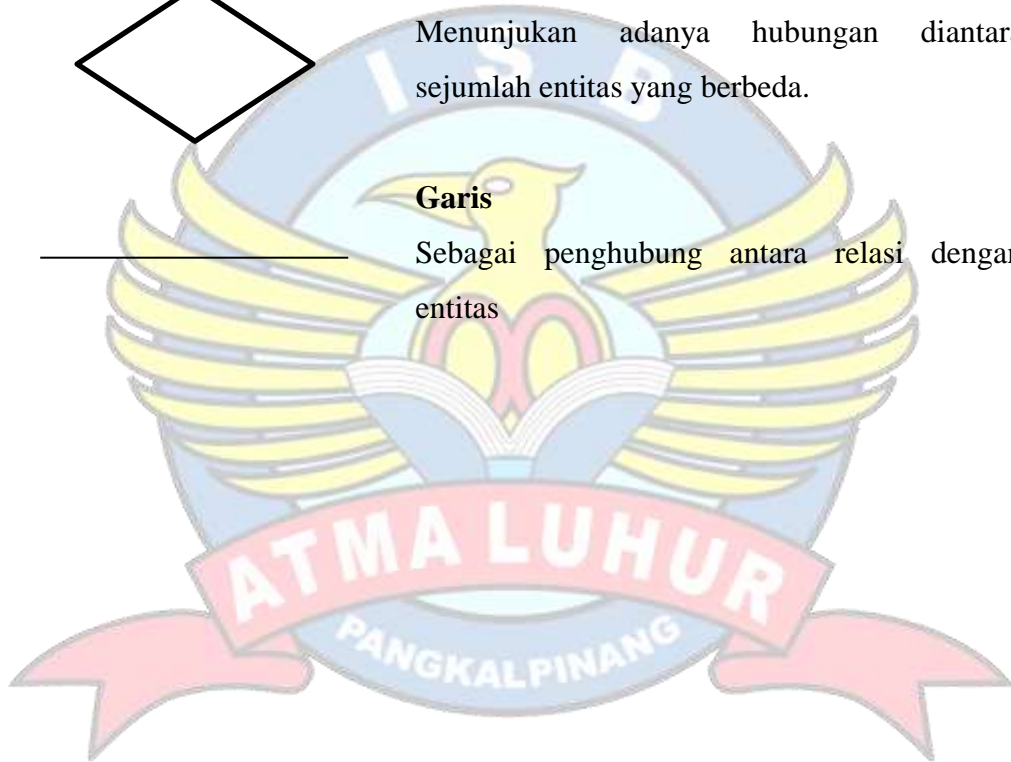 Menunjukan adanya hubungan diantara
sejumlah entitas yang berbeda.
Garis
Sebagai penghubung antara relasi dengan
entitas
I S B
ATMA LUHUR
PANGKALPINANG